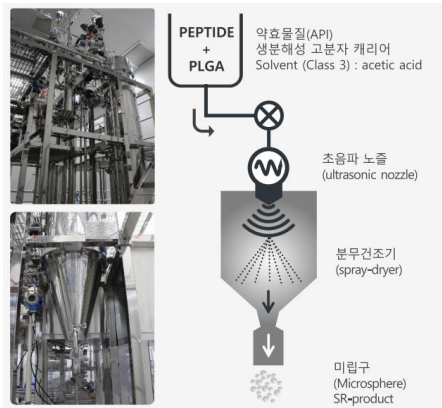 PEPTIDE
+
PLGA
약효물질(API)
생분해성 고분자 캐리어
Solvent (Class 3) : acetic acid
초음파 노즐
(ultrasonic nozzle)
분무건조기
(spray-dryer)
미립구
(Microsphere)
SR-product